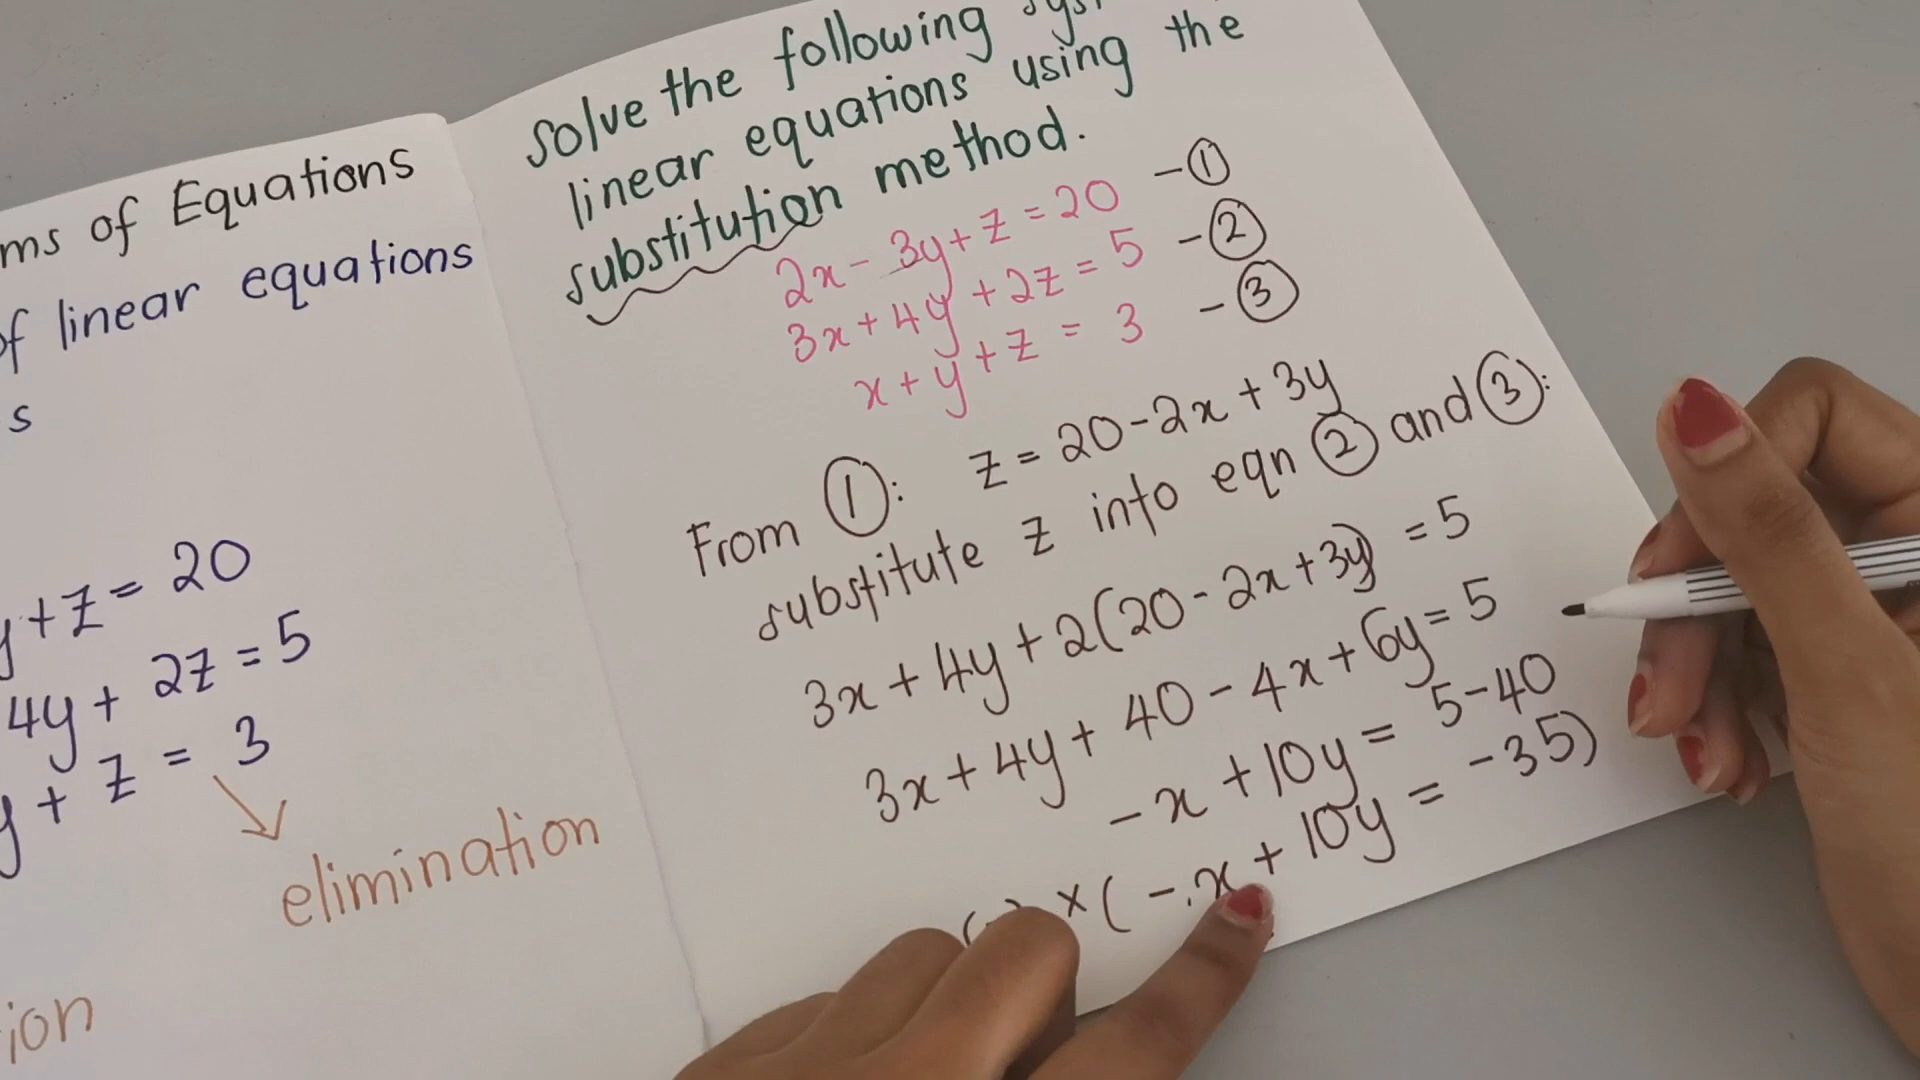 ms of Equations
of linear equations
s
y+z= 20
4y+ 2z=5
y + z = 3
elimination
ion
solve the following
linear equations using the
substitution method.
2x- 3y+z=20 -①
3x+4y+2z=5 -②
x+y+z= 3 -③
From ①: z=20-2x+3y
substitute z into eqn ② and ③:
3x+4y+2(20-2x+3y) =5
3x+4y+40-4x+6y=5
-x+10y= 5-40
×(-x+10y= -35)